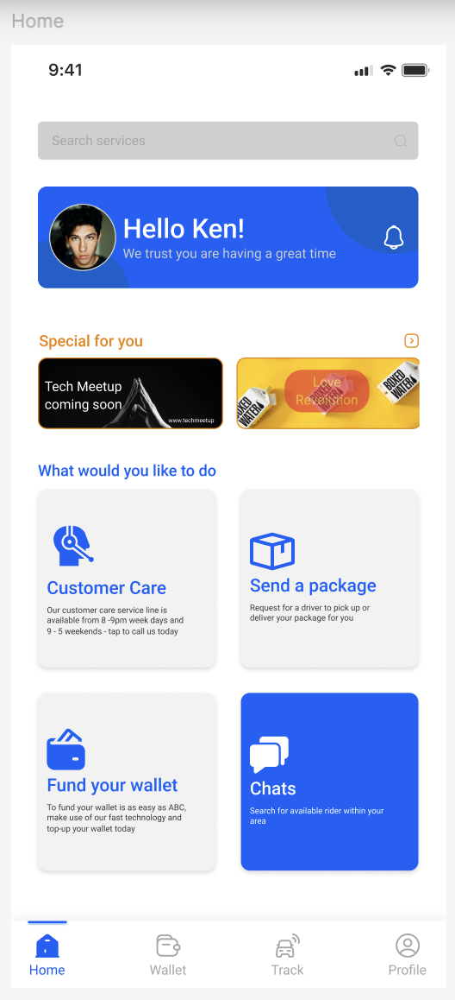 Home
9:41
Search services
Hello Ken!
We trust you are having a great time
Special for you
Tech Meetup
coming soon
www.techmeetup
BOXED
WATER
Love
Revolution
BOXED
WATER
What would you like to do
Customer Care
Our customer care service line is
available from 8 -9pm week days and
9 - 5 weekends - tap to call us today
Send a package
Request for a driver to pick up or
deliver your package for you
Fund your wallet
To fund your wallet is as easy as ABC,
make use of our fast technology and
top-up your wallet today
Chats
Search for available rider within your
area
Home
Wallet
Track
Profile